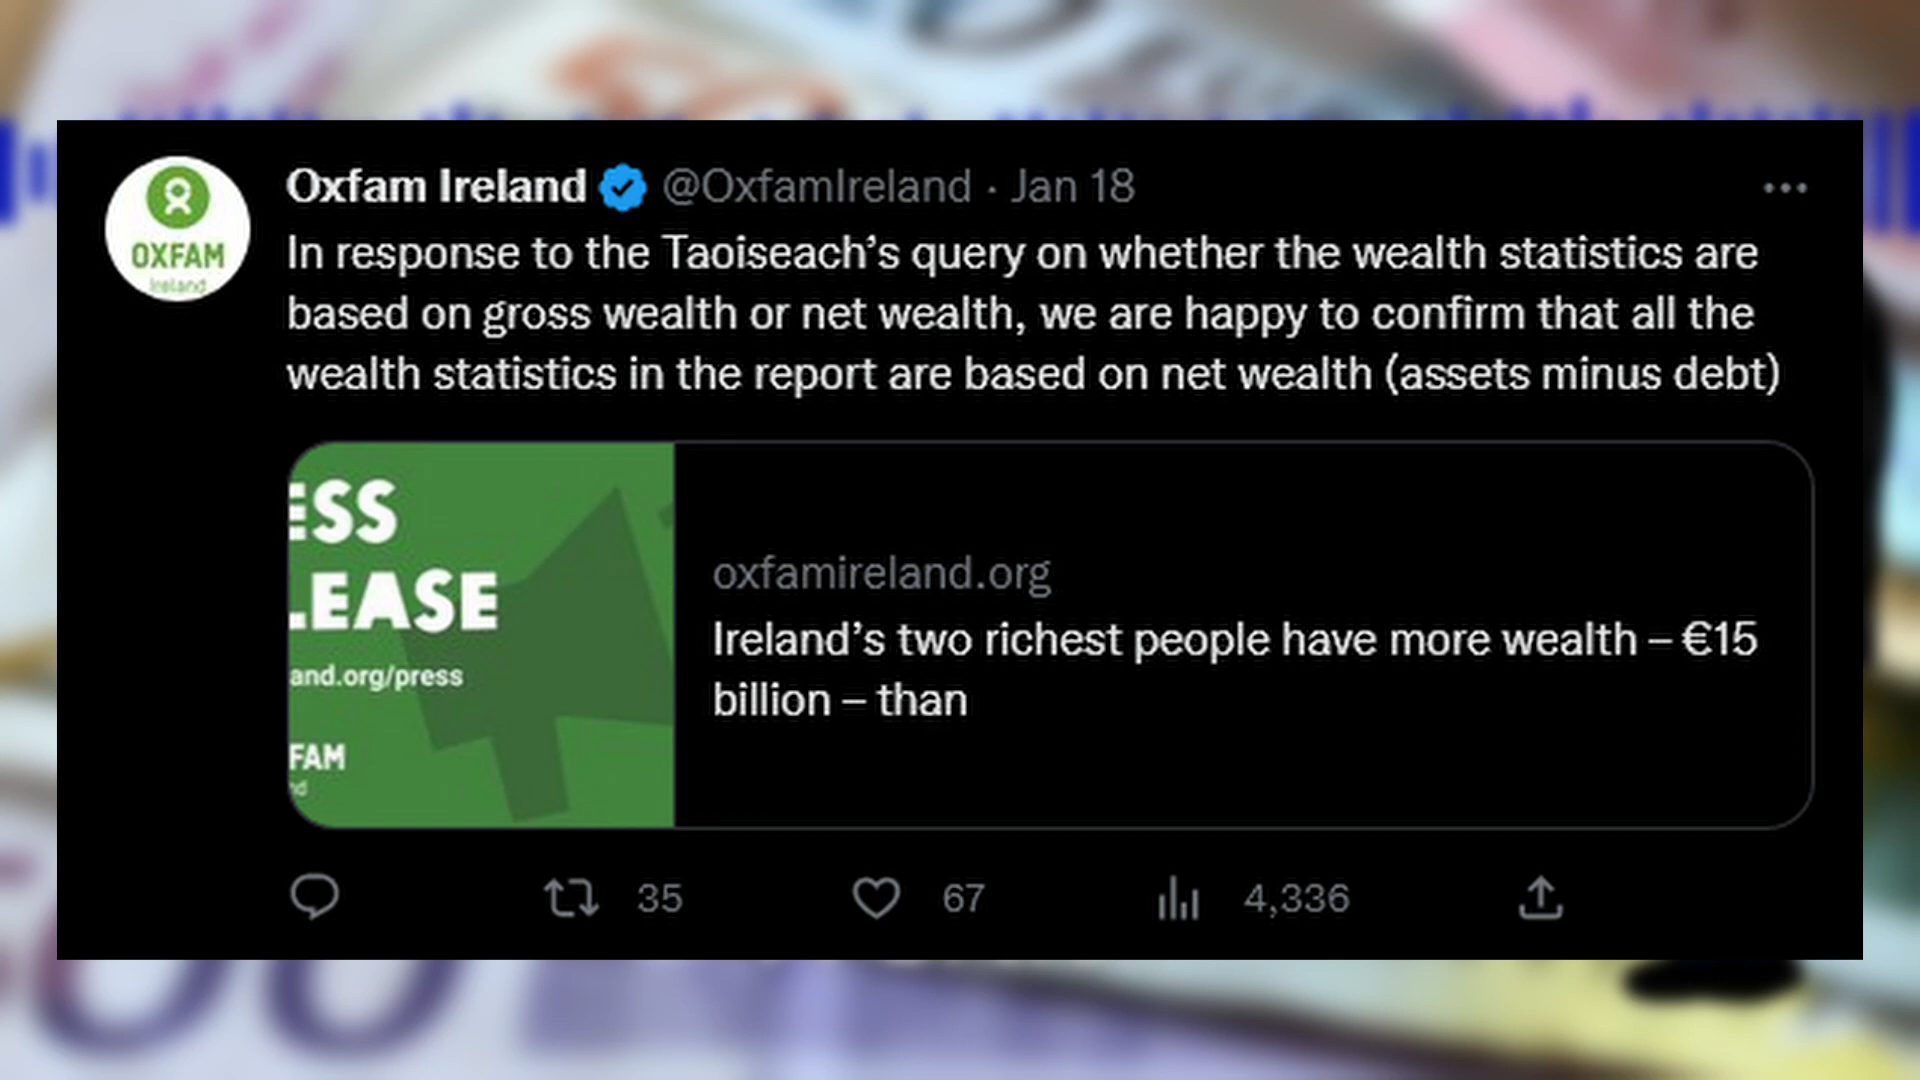 OXFAM
Ireland
Oxfam Ireland @OxfamIreland · Jan 18
In response to the Taoiseach’s query on whether the wealth statistics are
based on gross wealth or net wealth, we are happy to confirm that all the
wealth statistics in the report are based on net wealth (assets minus debt)
ESS
LEASE
and.org/press
FAM
nd
oxfamireland.org
Ireland’s two richest people have more wealth – €15
billion – than
35 67 4,336